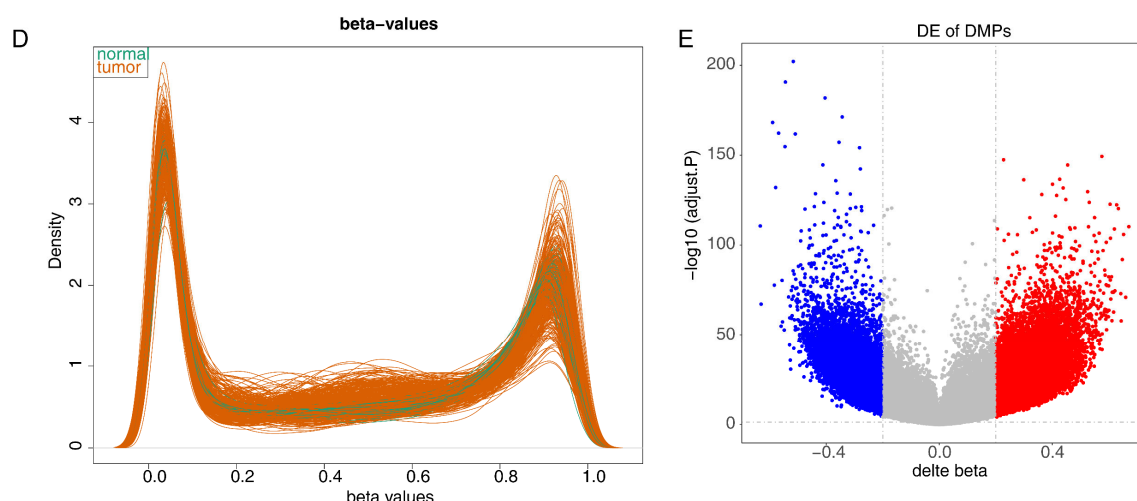 D
beta−values
normal
tumor
Density
0
1
2
3
4
0.0 0.2 0.4 0.6 0.8 1.0
beta values
E
DE of DMPs
−log10 (adjust.P)
200
150
100
50
0
−0.4 0.0 0.4
delte beta